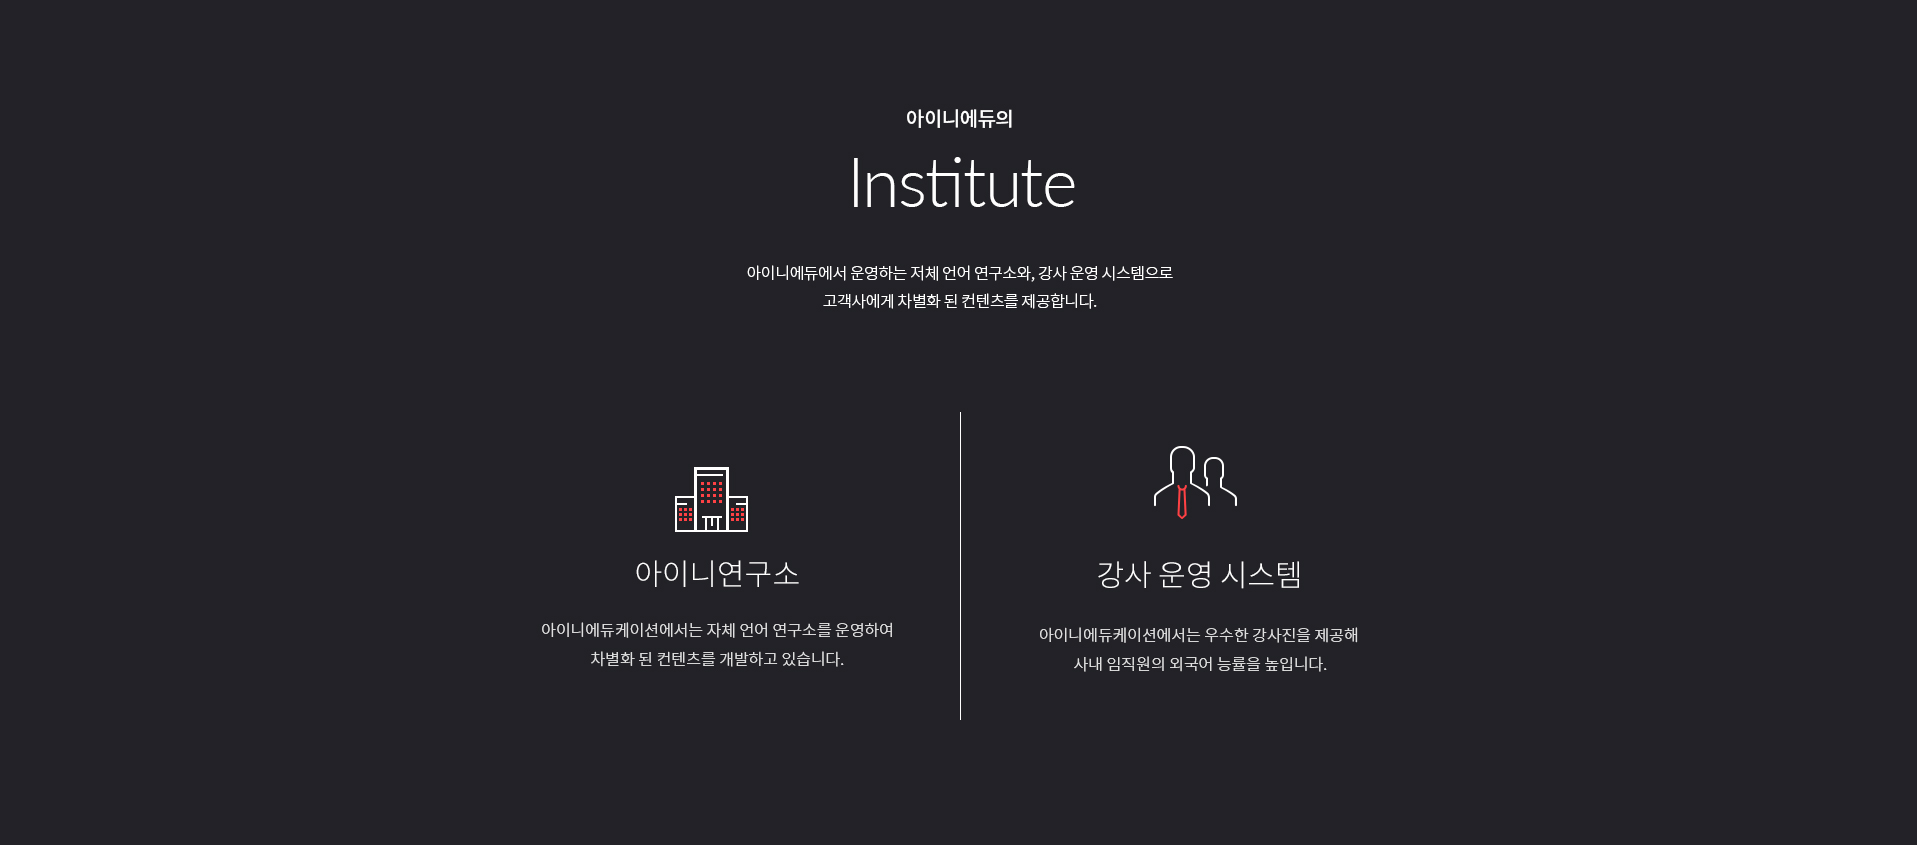 아이니에듀의
Institute
아이니에듀에서 운영하는 저체 언어 연구소와, 강사 운영 시스템으로
고객사에게 차별화 된 컨텐츠를 제공합니다.
아이니연구소
아이니에듀케이션에서는 자체 언어 연구소를 운영하여
차별화 된 컨텐츠를 개발하고 있습니다.
강사 운영 시스템
아이니에듀케이션에서는 우수한 강사진을 제공해
사내 임직원의 외국어 능률을 높입니다.